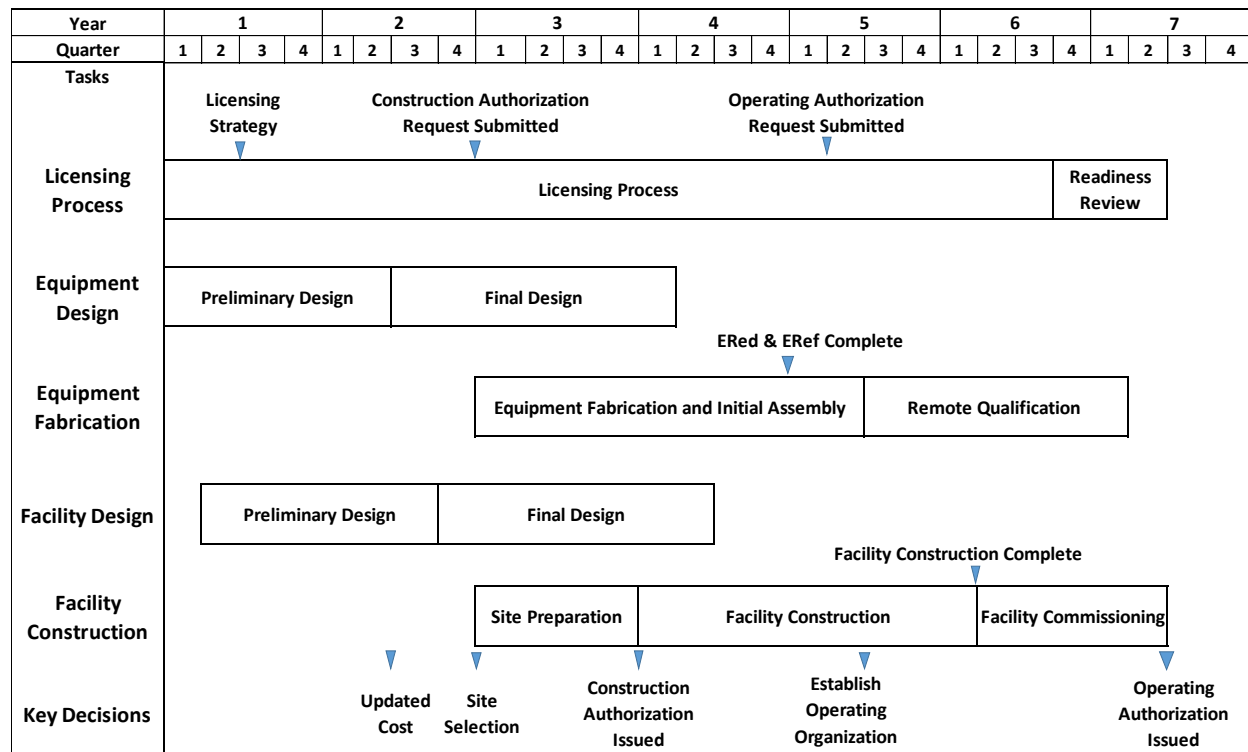 Year 1 2 3 4 5 6 7
Quarter 1 2 3 4 1 2 3 4 1 2 3 4 1 2 3 4 1 2 3 4 1 2 3 4 1 2 3 4
Tasks
Licensing
Strategy
Construction Authorization
Request Submitted
Operating Authorization
Request Submitted
Licensing
Process
Licensing Process
Readiness
Review
Equipment
Design
Preliminary Design
Final Design
ERed & ERef Complete
Equipment
Fabrication
Equipment Fabrication and Initial Assembly
Remote Qualification
Facility Design
Preliminary Design
Final Design
Facility Construction Complete
Facility
Construction
Site Preparation
Facility Construction
Facility Commissioning
Key Decisions
Updated
Cost
Site
Selection
Construction
Authorization
Issued
Establish
Operating
Organization
Operating
Authorization
Issued